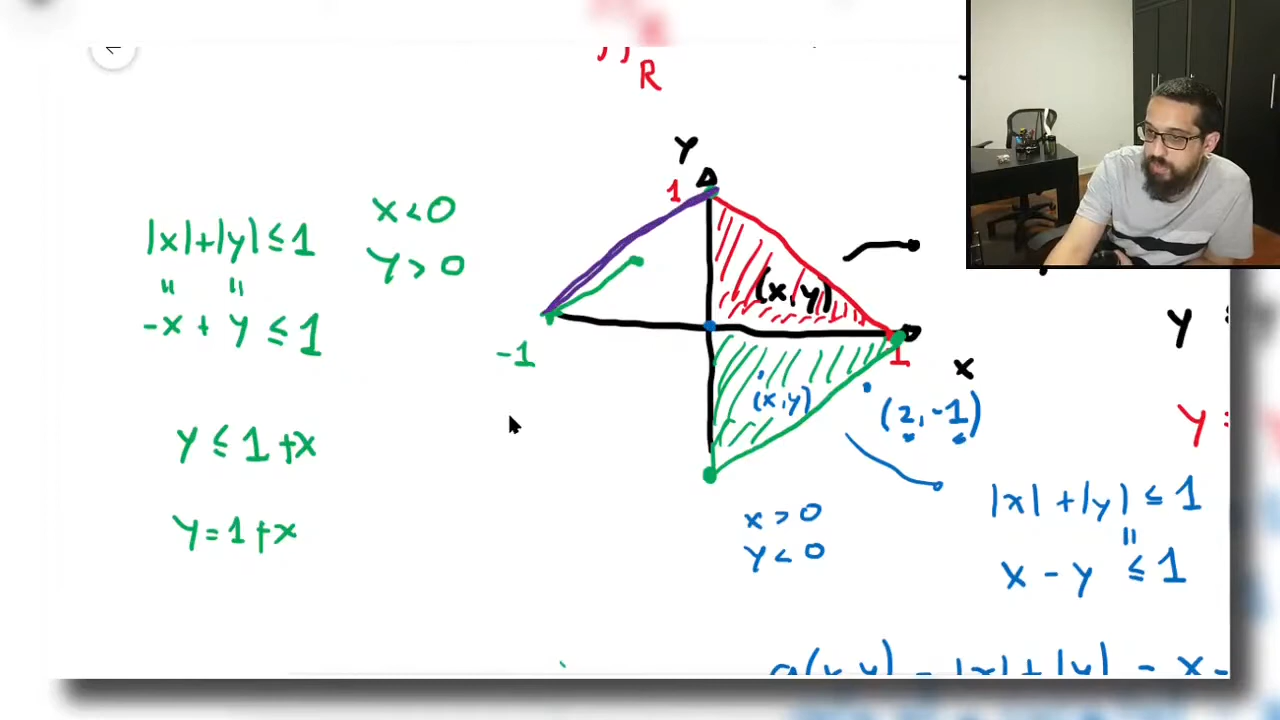 R
Y
1
x < 0
|x|+|y| ≤ 1
y > 0
" "
-x + y ≤ 1
(x,y)
-1
1
x
(x,y)
(2,-1)
y ≤ 1 +x
y = 1 +x
x > 0
y < 0
|x| + |y| ≤ 1
"
x - y ≤ 1
y
y =